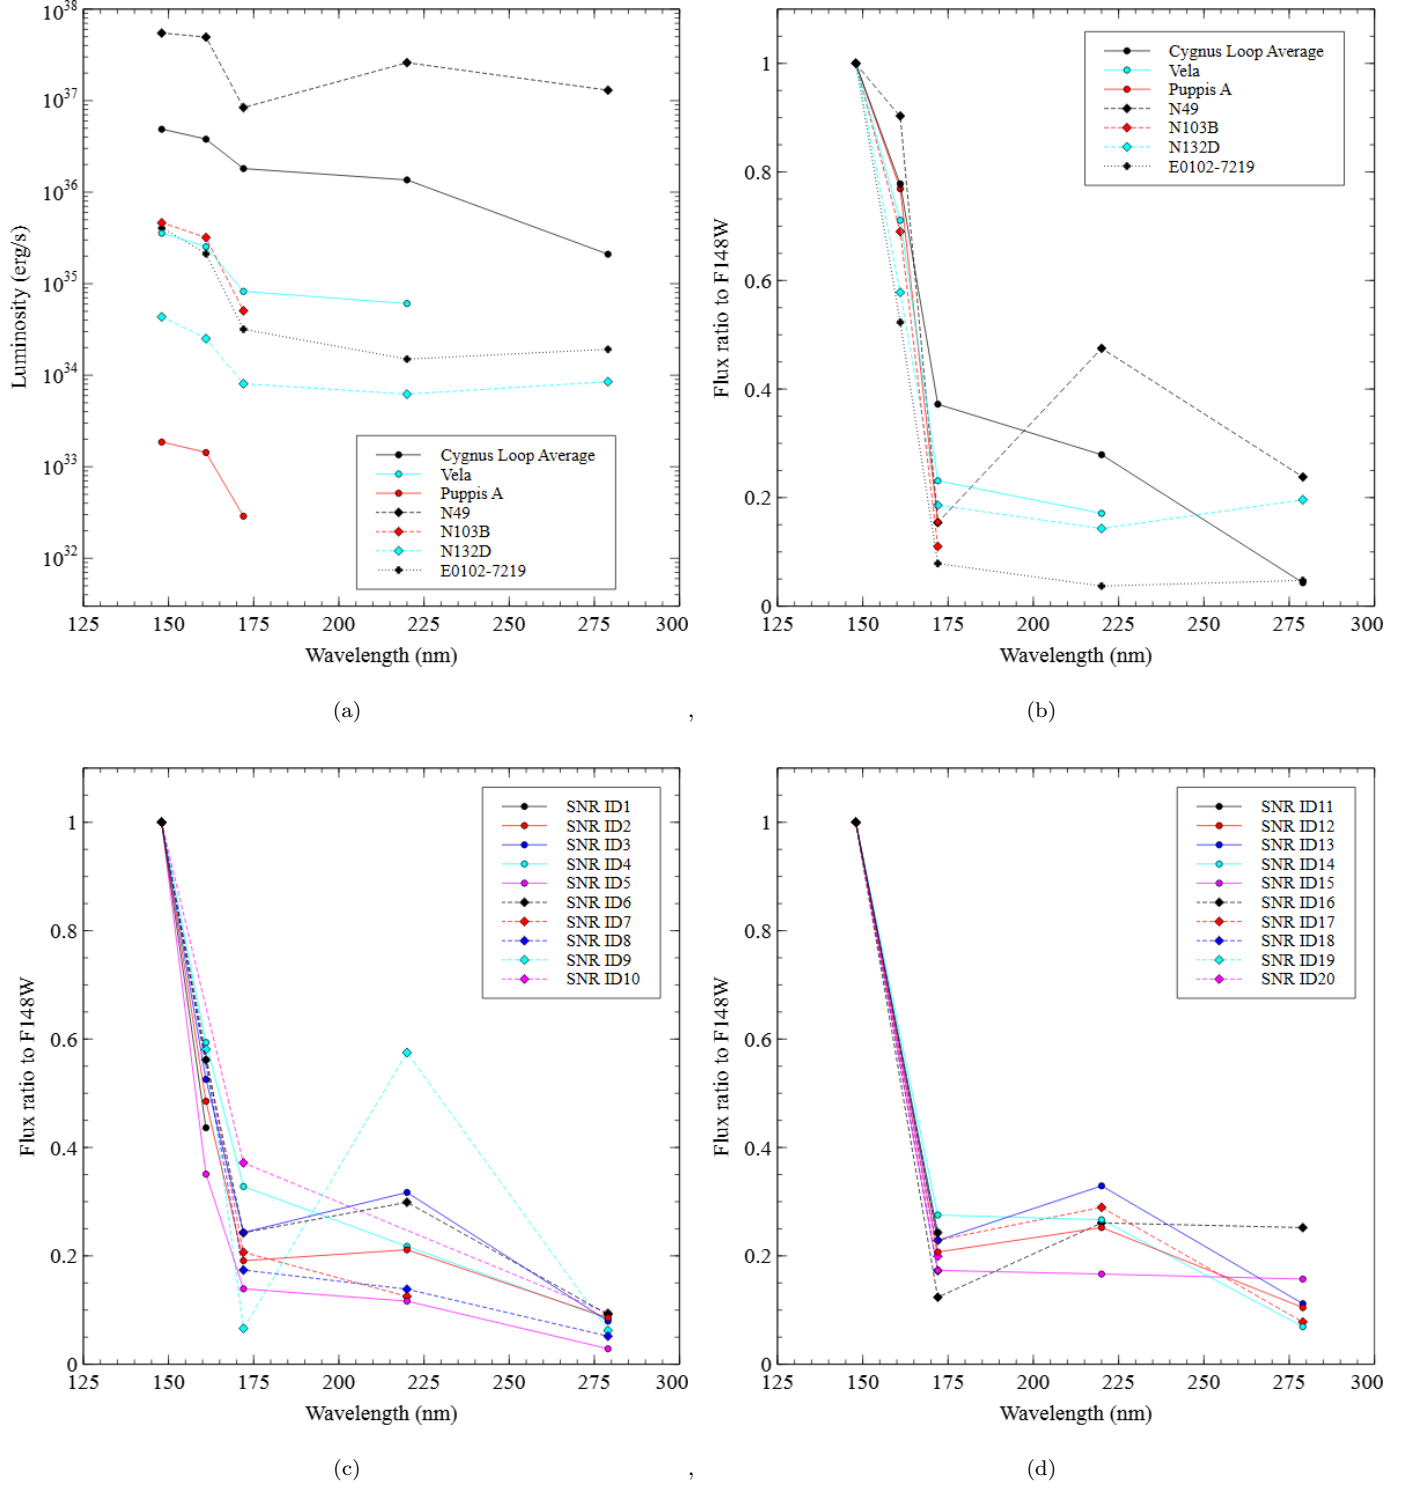 10^38
10^37
10^36
10^35
10^34
10^33
10^32
Luminosity (erg/s)
Cygnus Loop Average
Vela
Puppis A
N49
N103B
N132D
E0102-7219
125 150 175 200 225 250 275 300
Wavelength (nm)
(a)
,
1
0.8
0.6
0.4
0.2
0
Flux ratio to F148W
Cygnus Loop Average
Vela
Puppis A
N49
N103B
N132D
E0102-7219
125 150 175 200 225 250 275 300
Wavelength (nm)
(b)
1
0.8
0.6
0.4
0.2
0
Flux ratio to F148W
SNR ID1
SNR ID2
SNR ID3
SNR ID4
SNR ID5
SNR ID6
SNR ID7
SNR ID8
SNR ID9
SNR ID10
125 150 175 200 225 250 275 300
Wavelength (nm)
(c)
,
1
0.8
0.6
0.4
0.2
0
Flux ratio to F148W
SNR ID11
SNR ID12
SNR ID13
SNR ID14
SNR ID15
SNR ID16
SNR ID17
SNR ID18
SNR ID19
SNR ID20
125 150 175 200 225 250 275 300
Wavelength (nm)
(d)